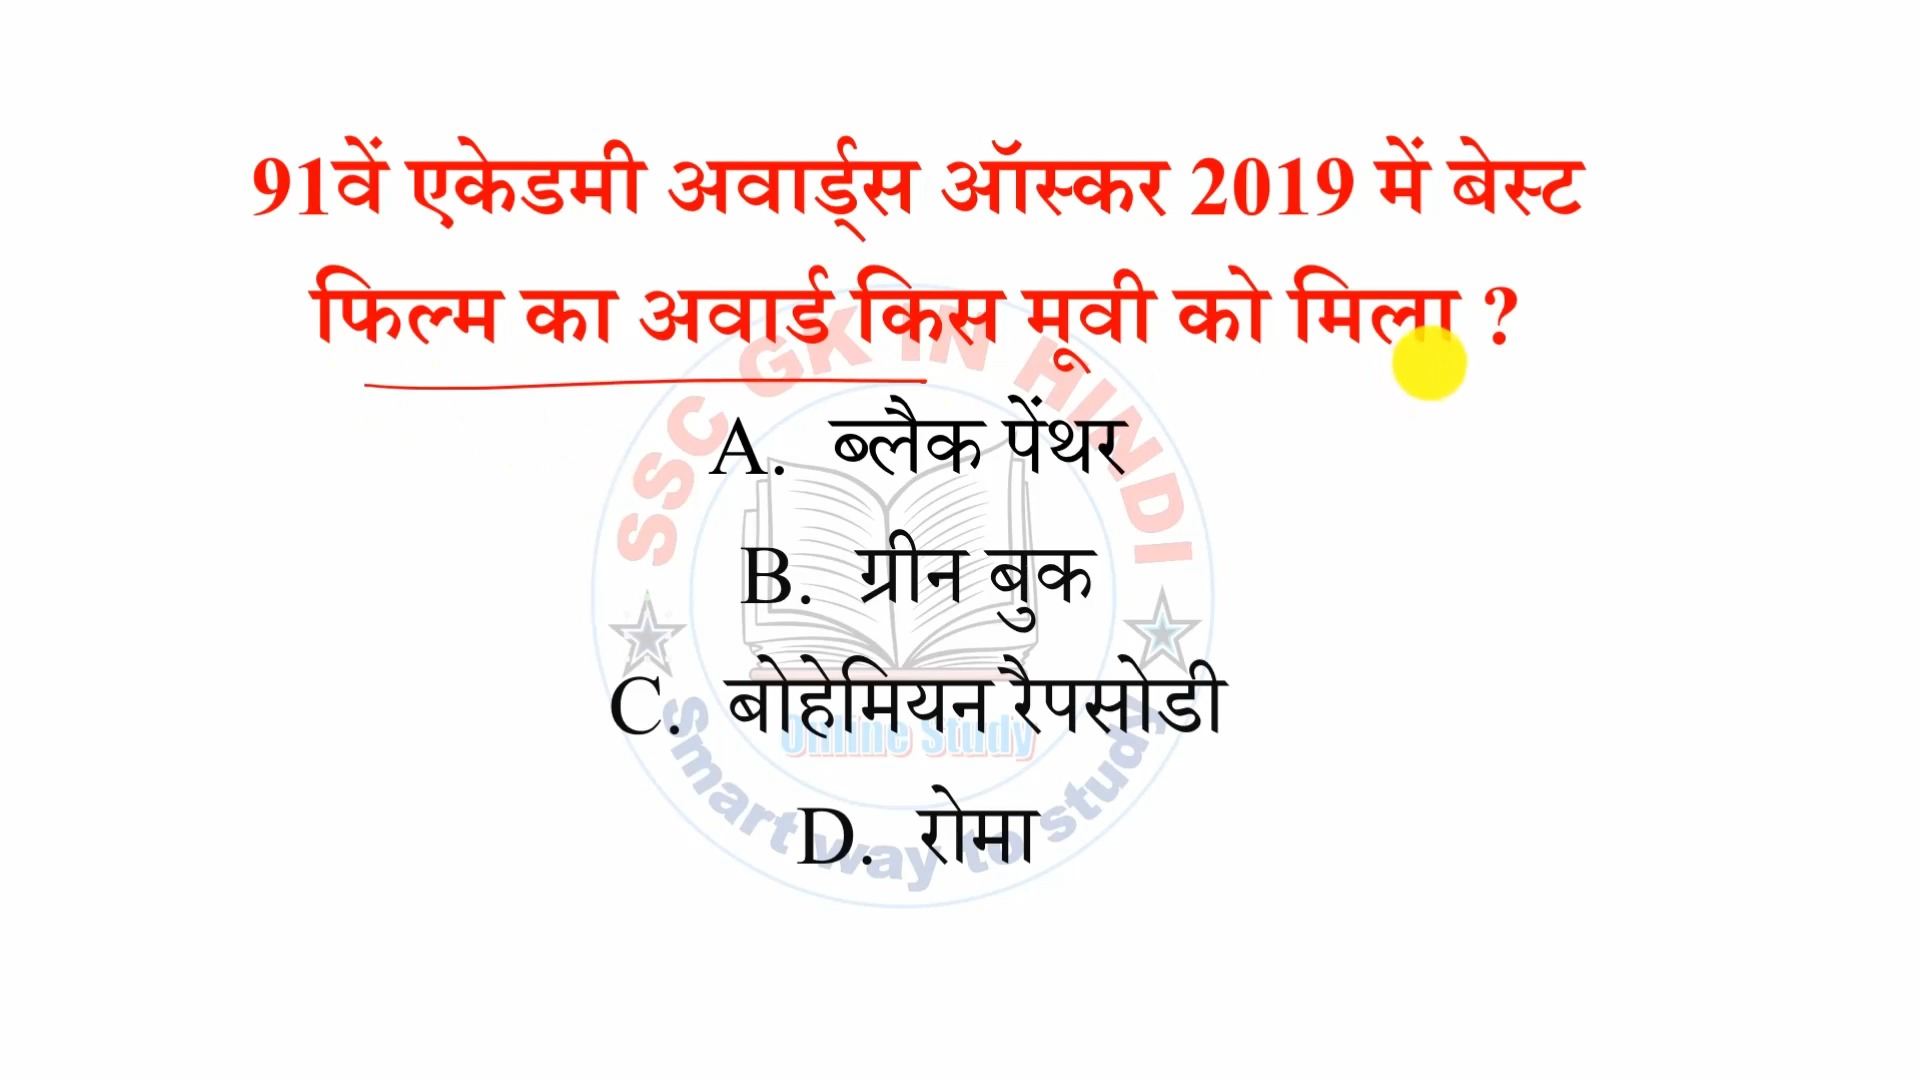 91वें एकेडमी अवार्ड्स ऑस्कर 2019 में बेस्ट
फिल्म का अवार्ड किस मूवी को मिला ?
A. ब्लैक पेंथर
B. ग्रीन बुक
C. बोहेमियन रैपसोडी
D. रोमा
SSC GK IN HINDI
Online Study
Smart way to study